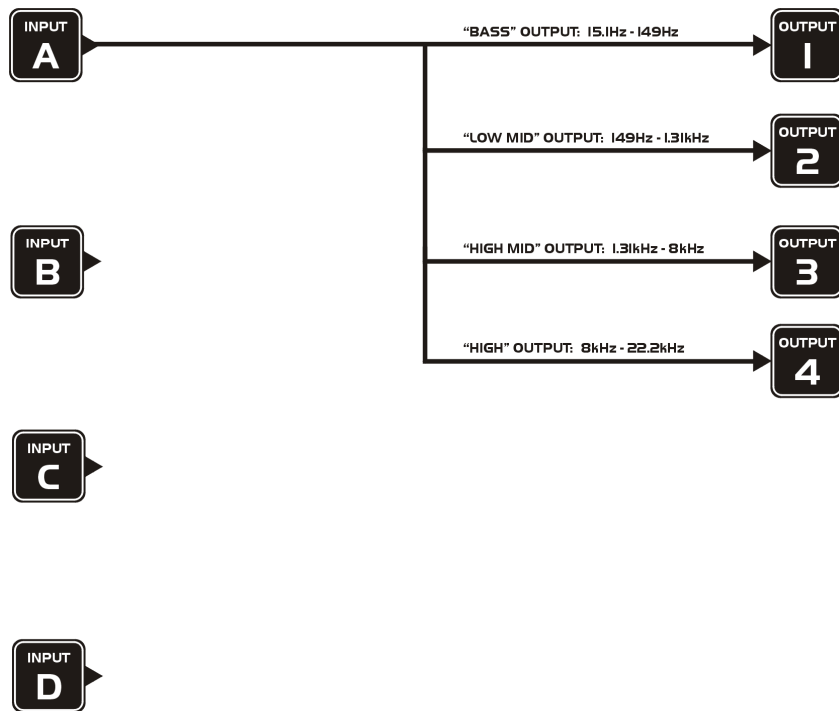 INPUT
A
“BASS” OUTPUT: 15.1Hz - 149Hz
OUTPUT
1
“LOW MID” OUTPUT: 149Hz - 1.31kHz
OUTPUT
2
INPUT
B
“HIGH MID” OUTPUT: 1.31kHz - 8kHz
OUTPUT
3
“HIGH” OUTPUT: 8kHz - 22.2kHz
OUTPUT
4
INPUT
C
INPUT
D